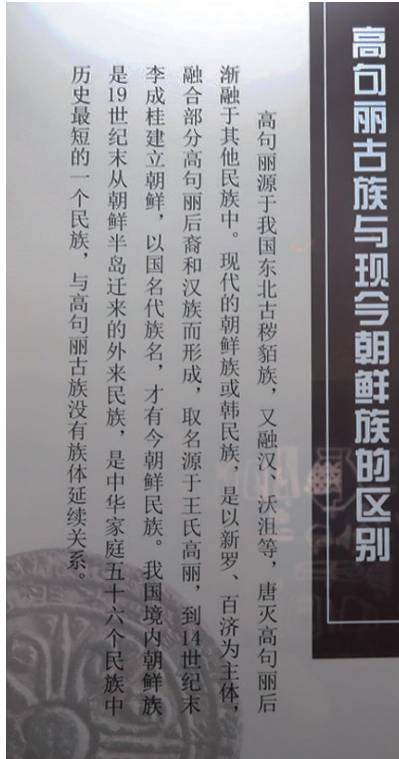 高句丽古族与现今朝鲜族的区别
高句丽源于我国东北古秽貊族，又融汉、沃沮等，唐灭高句丽后
渐融于其他民族中。现代的朝鲜族或韩民族，是以新罗、百济为主体，
融合部分高句丽后裔和汉族而形成，取名源于王氏高丽，到14世纪末
李成桂建立朝鲜，以国名代族名，才有今朝鲜民族。我国境内朝鲜族
是19世纪末从朝鲜半岛迁来的外来民族，是中华家庭五十六个民族中
历史最短的一个民族，与高句丽古族没有族体延续关系。